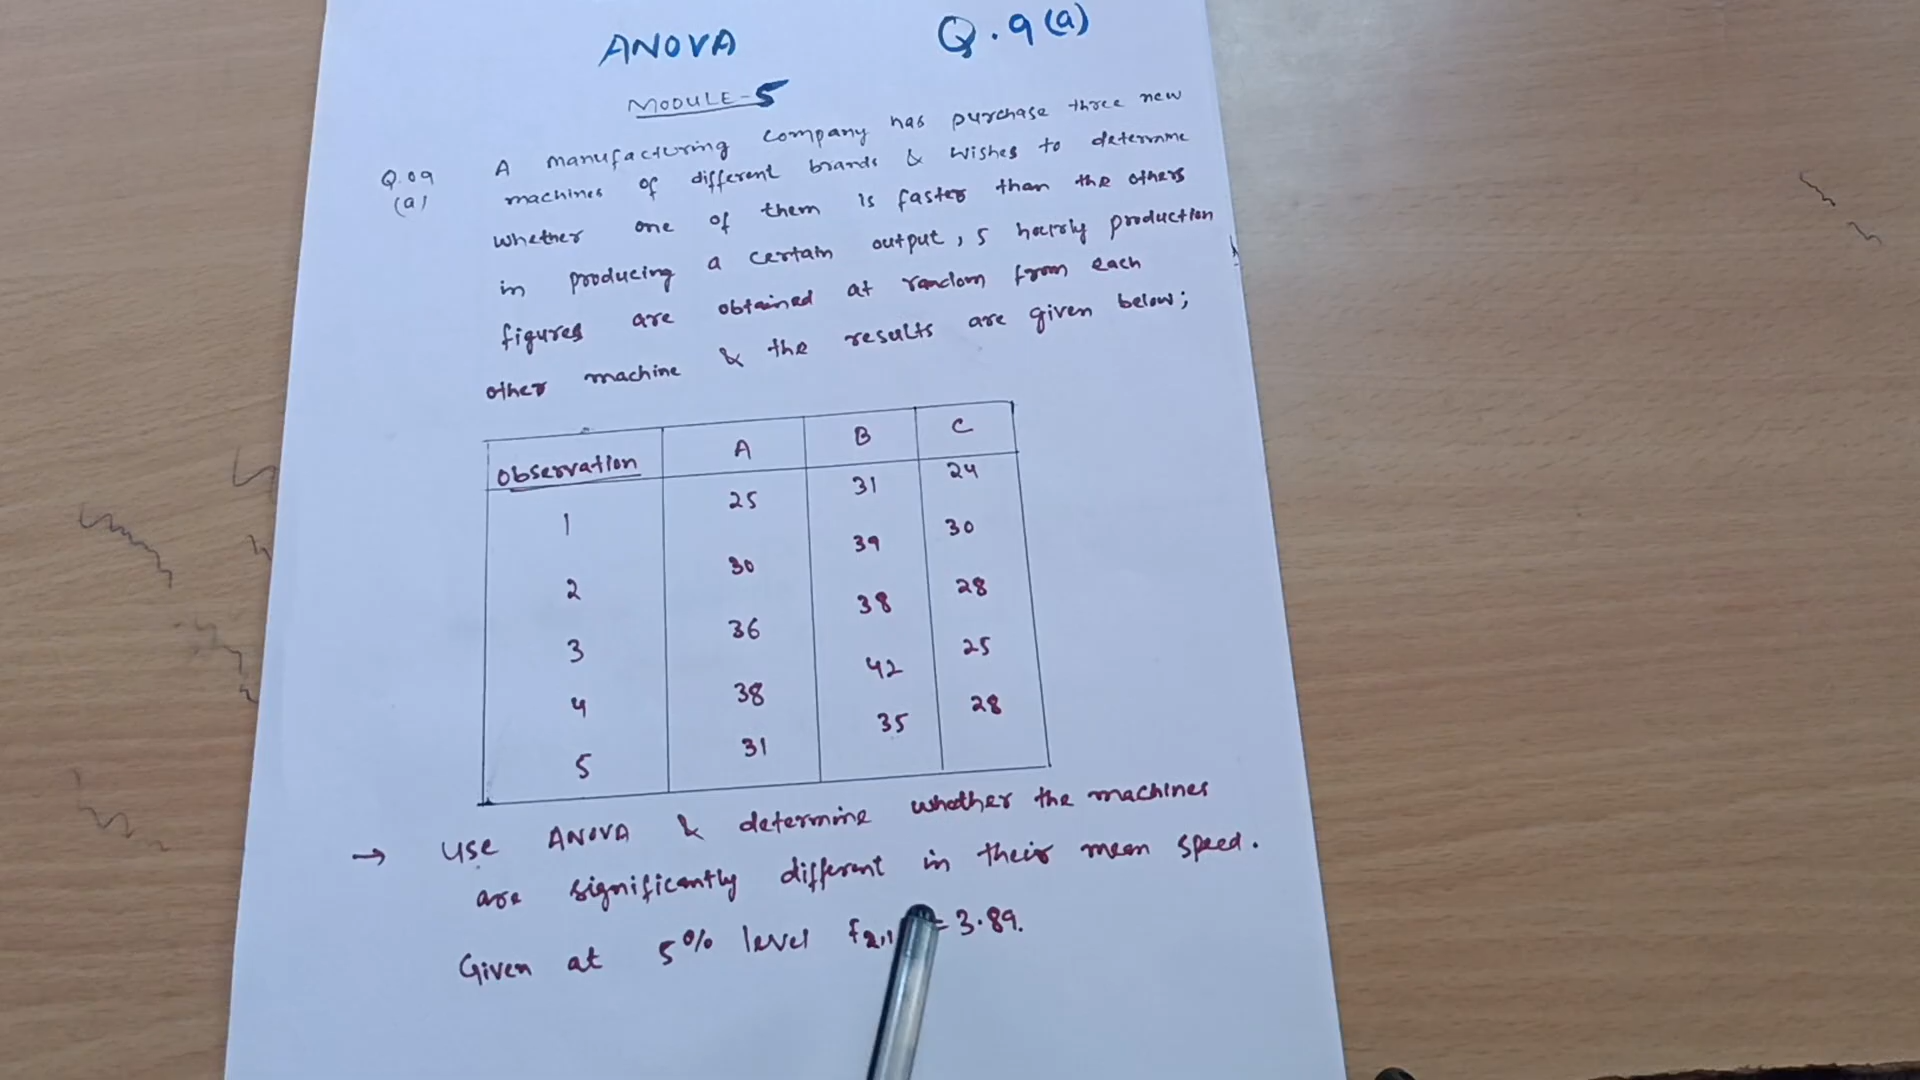 ANOVA Q.9(a)
MODULE-5
Q.09 A manufacturing company has purchase three new
(a) machines of different brands & wishes to determine
whether one of them is faster than the others
in producing a certain output, 5 hourly production
figures are obtained at random from each
other machine & the results are given below;
observation A B C
1 25 31 24
2 30 39 30
3 36 38 28
4 38 42 25
5 31 35 28
→ Use ANOVA & determine whether the machines
are significantly different in their mean speed.
Given at 5% level = 3.89.